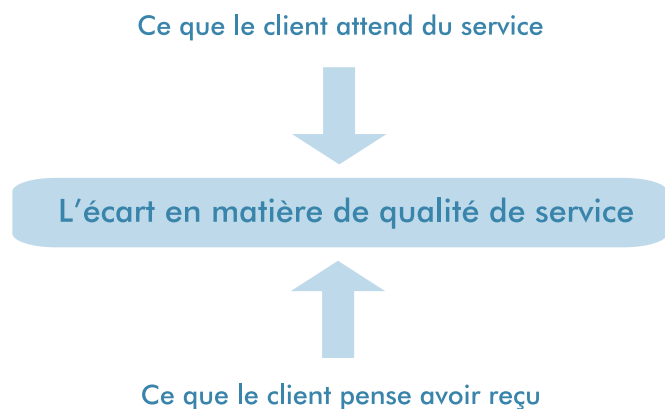 Ce que le client attend du service
L’écart en matière de qualité de service
Ce que le client pense avoir reçu